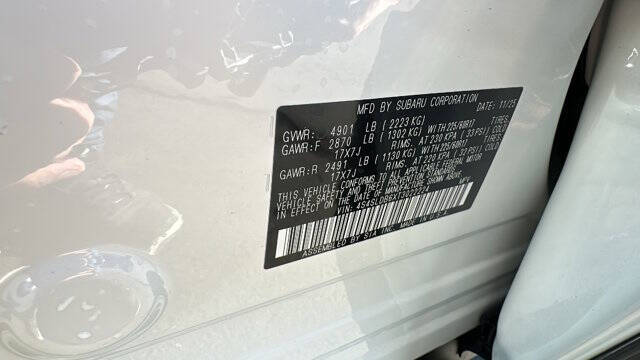 MFD BY SUBARU CORPORATION
DATE: 11/25
GVWR: 4901 LB ( 2223 KG)
GAWR:F 2870 LB ( 1302 KG) WITH 225/60R17 TIRES,
17X7J RIMS, AT 230 KPA ( 33 PSI) COLD
GAWR:R 2491 LB ( 1130 KG) WITH 225/60R17 TIRES,
17X7J RIMS, AT 220 KPA ( 32 PSI) COLD
THIS VEHICLE CONFORMS TO ALL APPLICABLE FEDERAL MOTOR
VEHICLE SAFETY AND THEFT PREVENTION STANDARDS
IN EFFECT ON THE DATE OF MANUFACTURE SHOWN ABOVE.
VIN: MPV
ASSEMBLED BY SIA INC. MADE IN U.S.A.